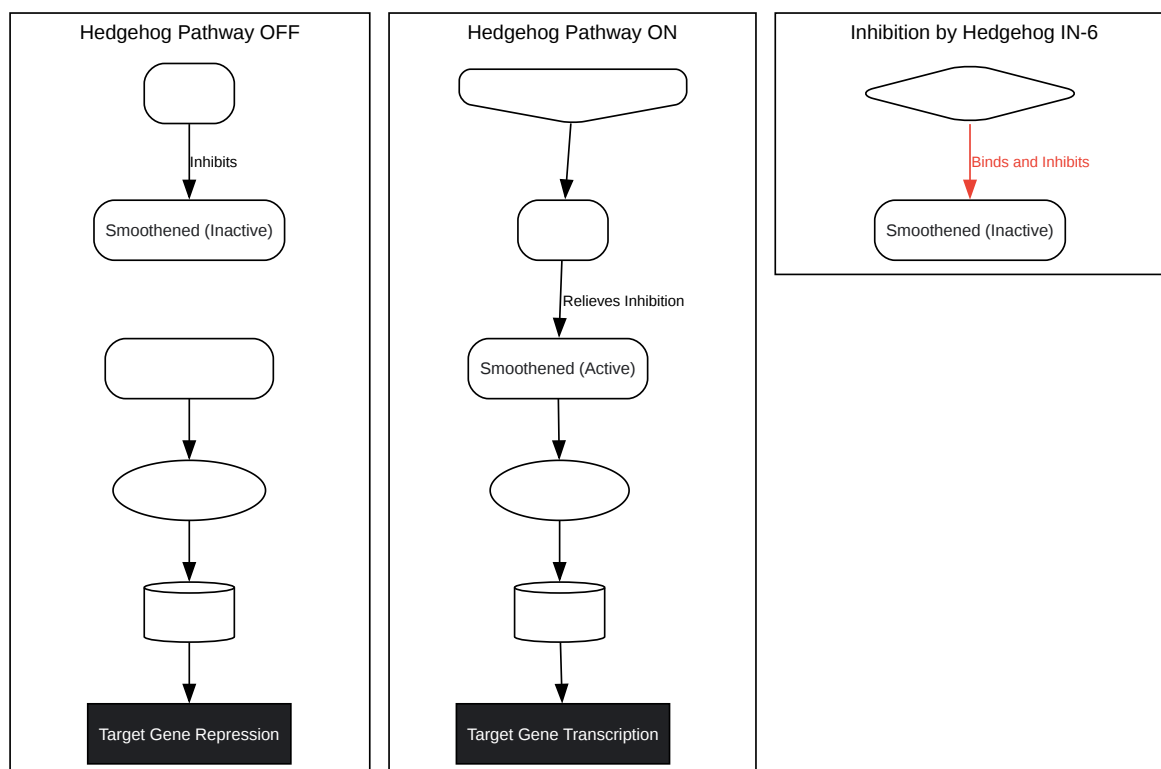 Hedgehog Pathway OFF
Inhibits
Smoothened (Inactive)
Target Gene Repression
Hedgehog Pathway ON
Relieves Inhibition
Smoothened (Active)
Target Gene Transcription
Inhibition by Hedgehog IN-6
Binds and Inhibits
Smoothened (Inactive)